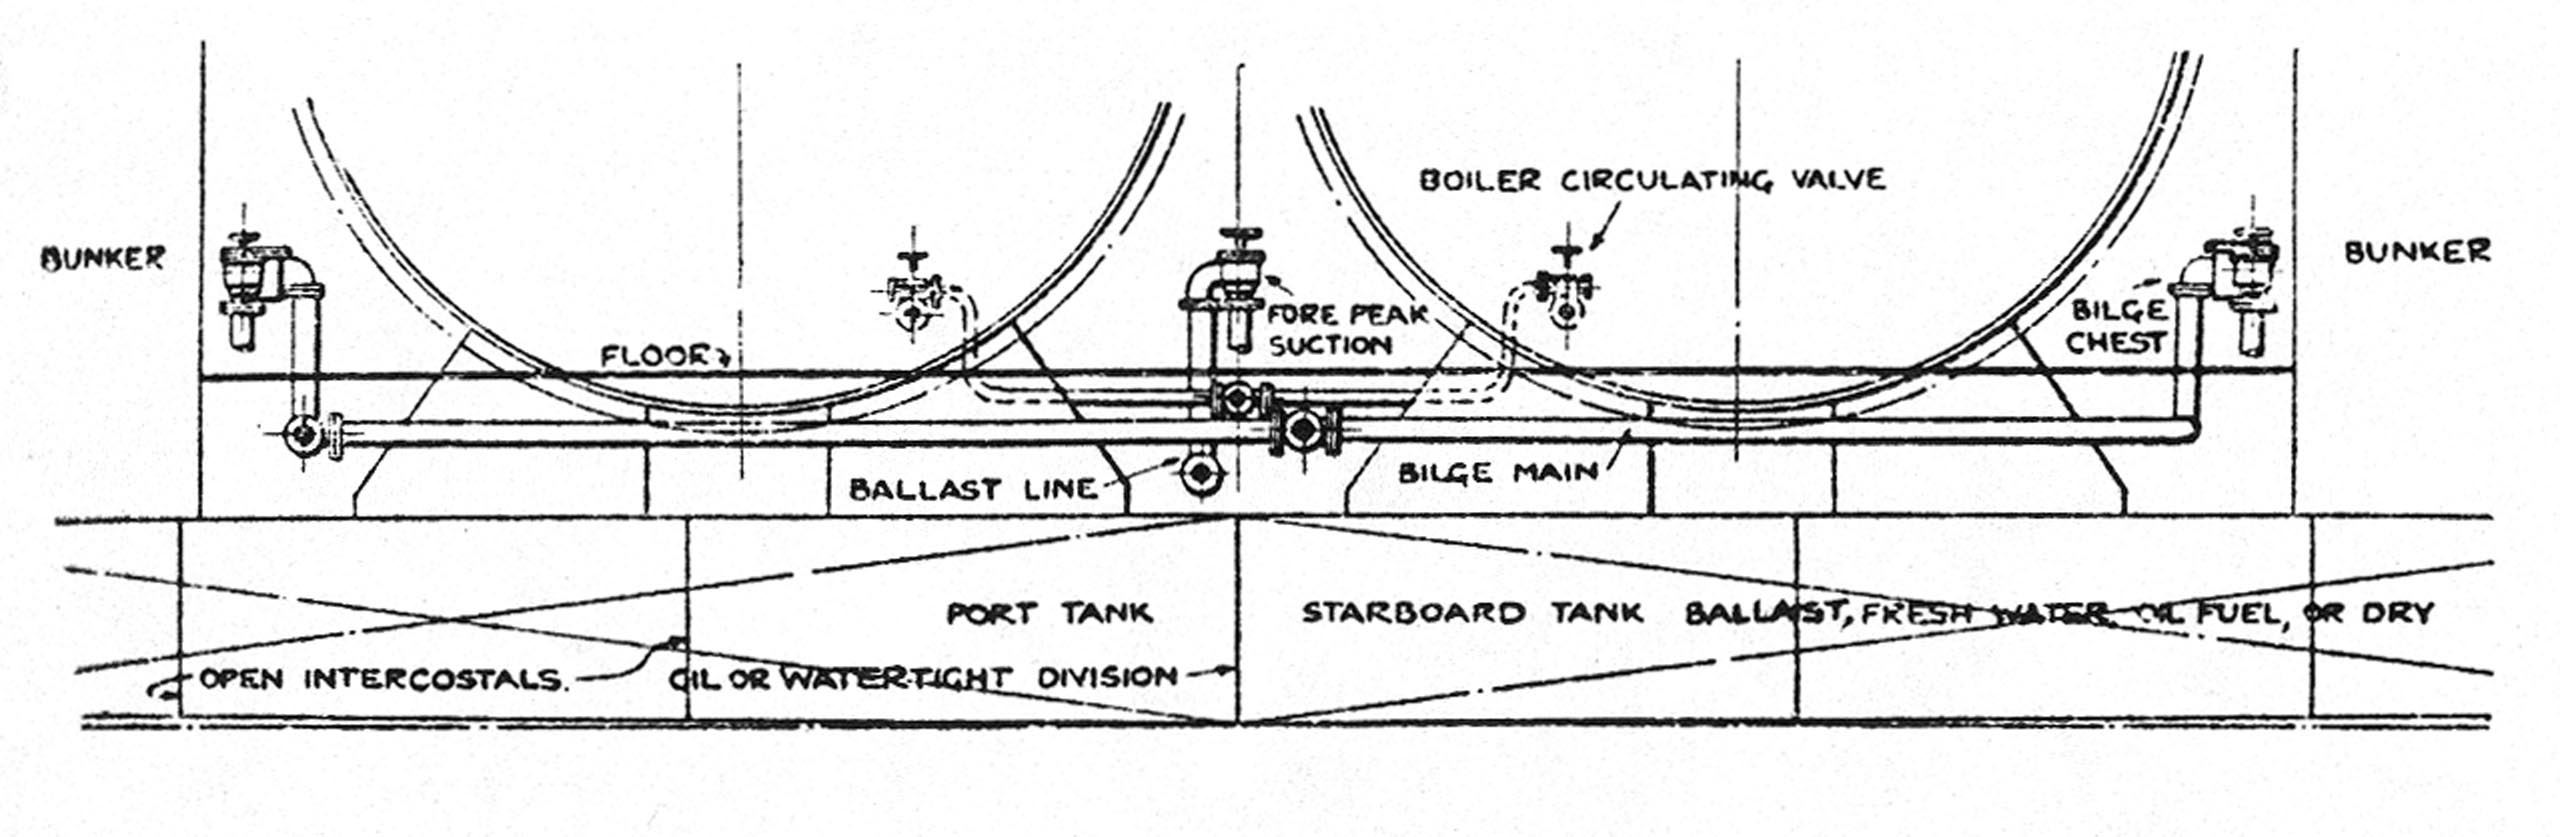 BOILER CIRCULATING VALVE
BUNKER
BUNKER
FORE PEAK
SUCTION
BILGE
CHEST
FLOOR
BALLAST LINE
BILGE MAIN
PORT TANK
STARBOARD TANK BALLAST, FRESH WATER, OIL FUEL, OR DRY
OPEN INTERCOSTALS.
OIL OR WATERTIGHT DIVISION